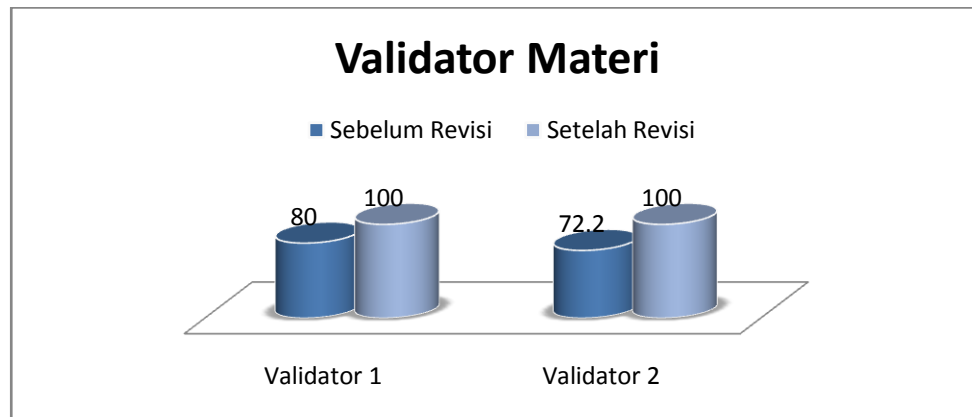 Validator Materi
Sebelum Revisi Setelah Revisi
80 100 72.2 100
Validator 1 Validator 2